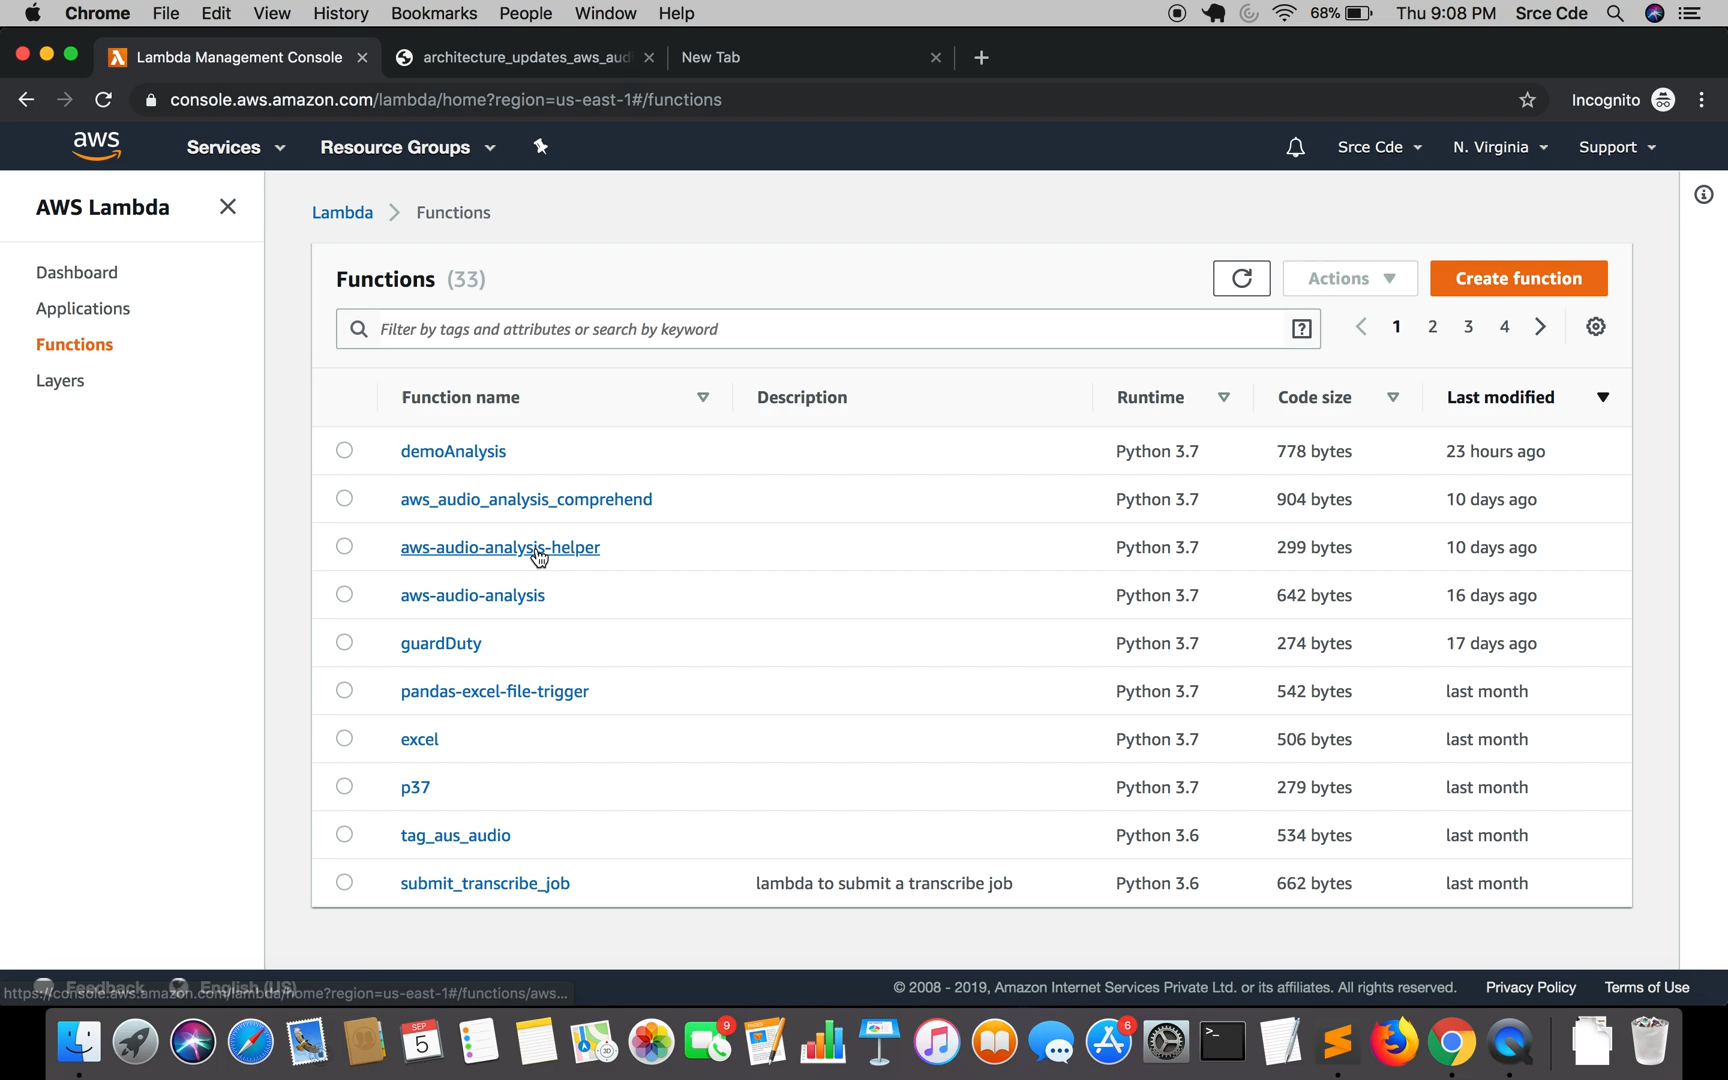 Chrome File Edit View History Bookmarks People Window Help 68% Thu 9:08 PM Srce Cde
Lambda Management Console architecture_updates_aws_aud New Tab
console.aws.amazon.com/lambda/home?region=us-east-1#/functions Incognito
aws Services Resource Groups Srce Cde N. Virginia Support
AWS Lambda
Dashboard
Applications
Functions
Layers
Lambda > Functions
Functions (33) Actions Create function
Filter by tags and attributes or search by keyword ? 1 2 3 4
Function name Description Runtime Code size Last modified
demoAnalysis Python 3.7 778 bytes 23 hours ago
aws_audio_analysis_comprehend Python 3.7 904 bytes 10 days ago
aws-audio-analysis-helper Python 3.7 299 bytes 10 days ago
aws-audio-analysis Python 3.7 642 bytes 16 days ago
guardDuty Python 3.7 274 bytes 17 days ago
pandas-excel-file-trigger Python 3.7 542 bytes last month
excel Python 3.7 506 bytes last month
p37 Python 3.7 279 bytes last month
tag_aus_audio Python 3.6 534 bytes last month
submit_transcribe_job lambda to submit a transcribe job Python 3.6 662 bytes last month
Feedback English (US) © 2008 - 2019, Amazon Internet Services Private Ltd. or its affiliates. All rights reserved. Privacy Policy Terms of Use
https://console.aws.amazon.com/lambda/home?region=us-east-1#/functions/aws...
SEP 5 3D 9 6